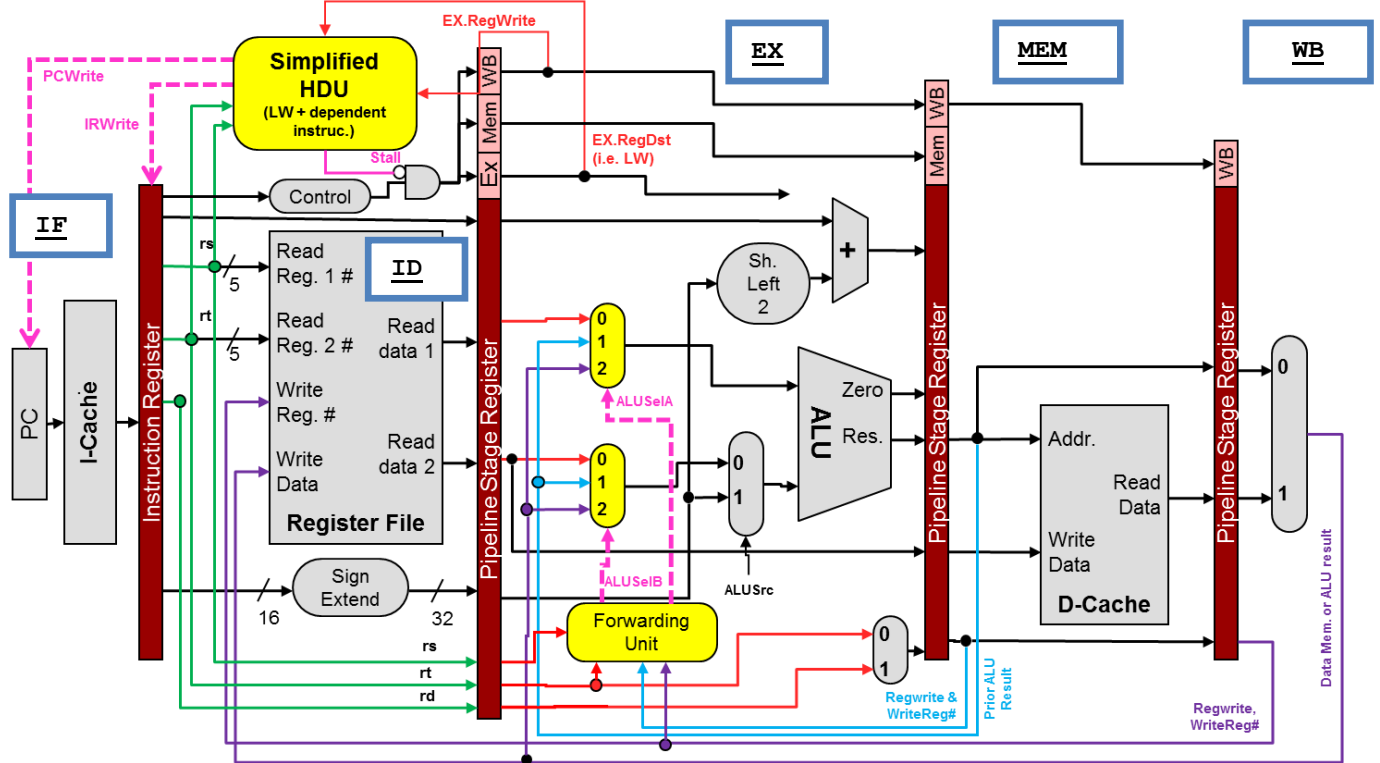 EX.RegWrite
EX
MEM
WB
Simplified
HDU
(LW + dependent
instruc.)
PCWrite
IRWrite
Stall
WB
Mem
Ex
EX.RegDst
(i.e. LW)
WB
Mem
WB
Control
IF
ID
rs
5
Read
Reg. 1 #
rt
5
Read
Reg. 2 #
Write
Reg. #
Write
Data
Read
data 1
Read
data 2
Register File
PC
I-Cache
Instruction Register
Pipeline Stage Register
Sh.
Left
2
+
0
1
2
ALUSelA
0
1
2
ALUSelB
0
1
ALUSrc
ALU
Zero
Res.
Pipeline Stage Register
Addr.
Read
Data
Write
Data
D-Cache
Pipeline Stage Register
0
1
16
Sign
Extend
32
Forwarding
Unit
rs
rt
rd
0
1
Regwrite &
WriteReg#
Prior ALU
Result
Regwrite,
WriteReg#
Data Mem. or ALU result